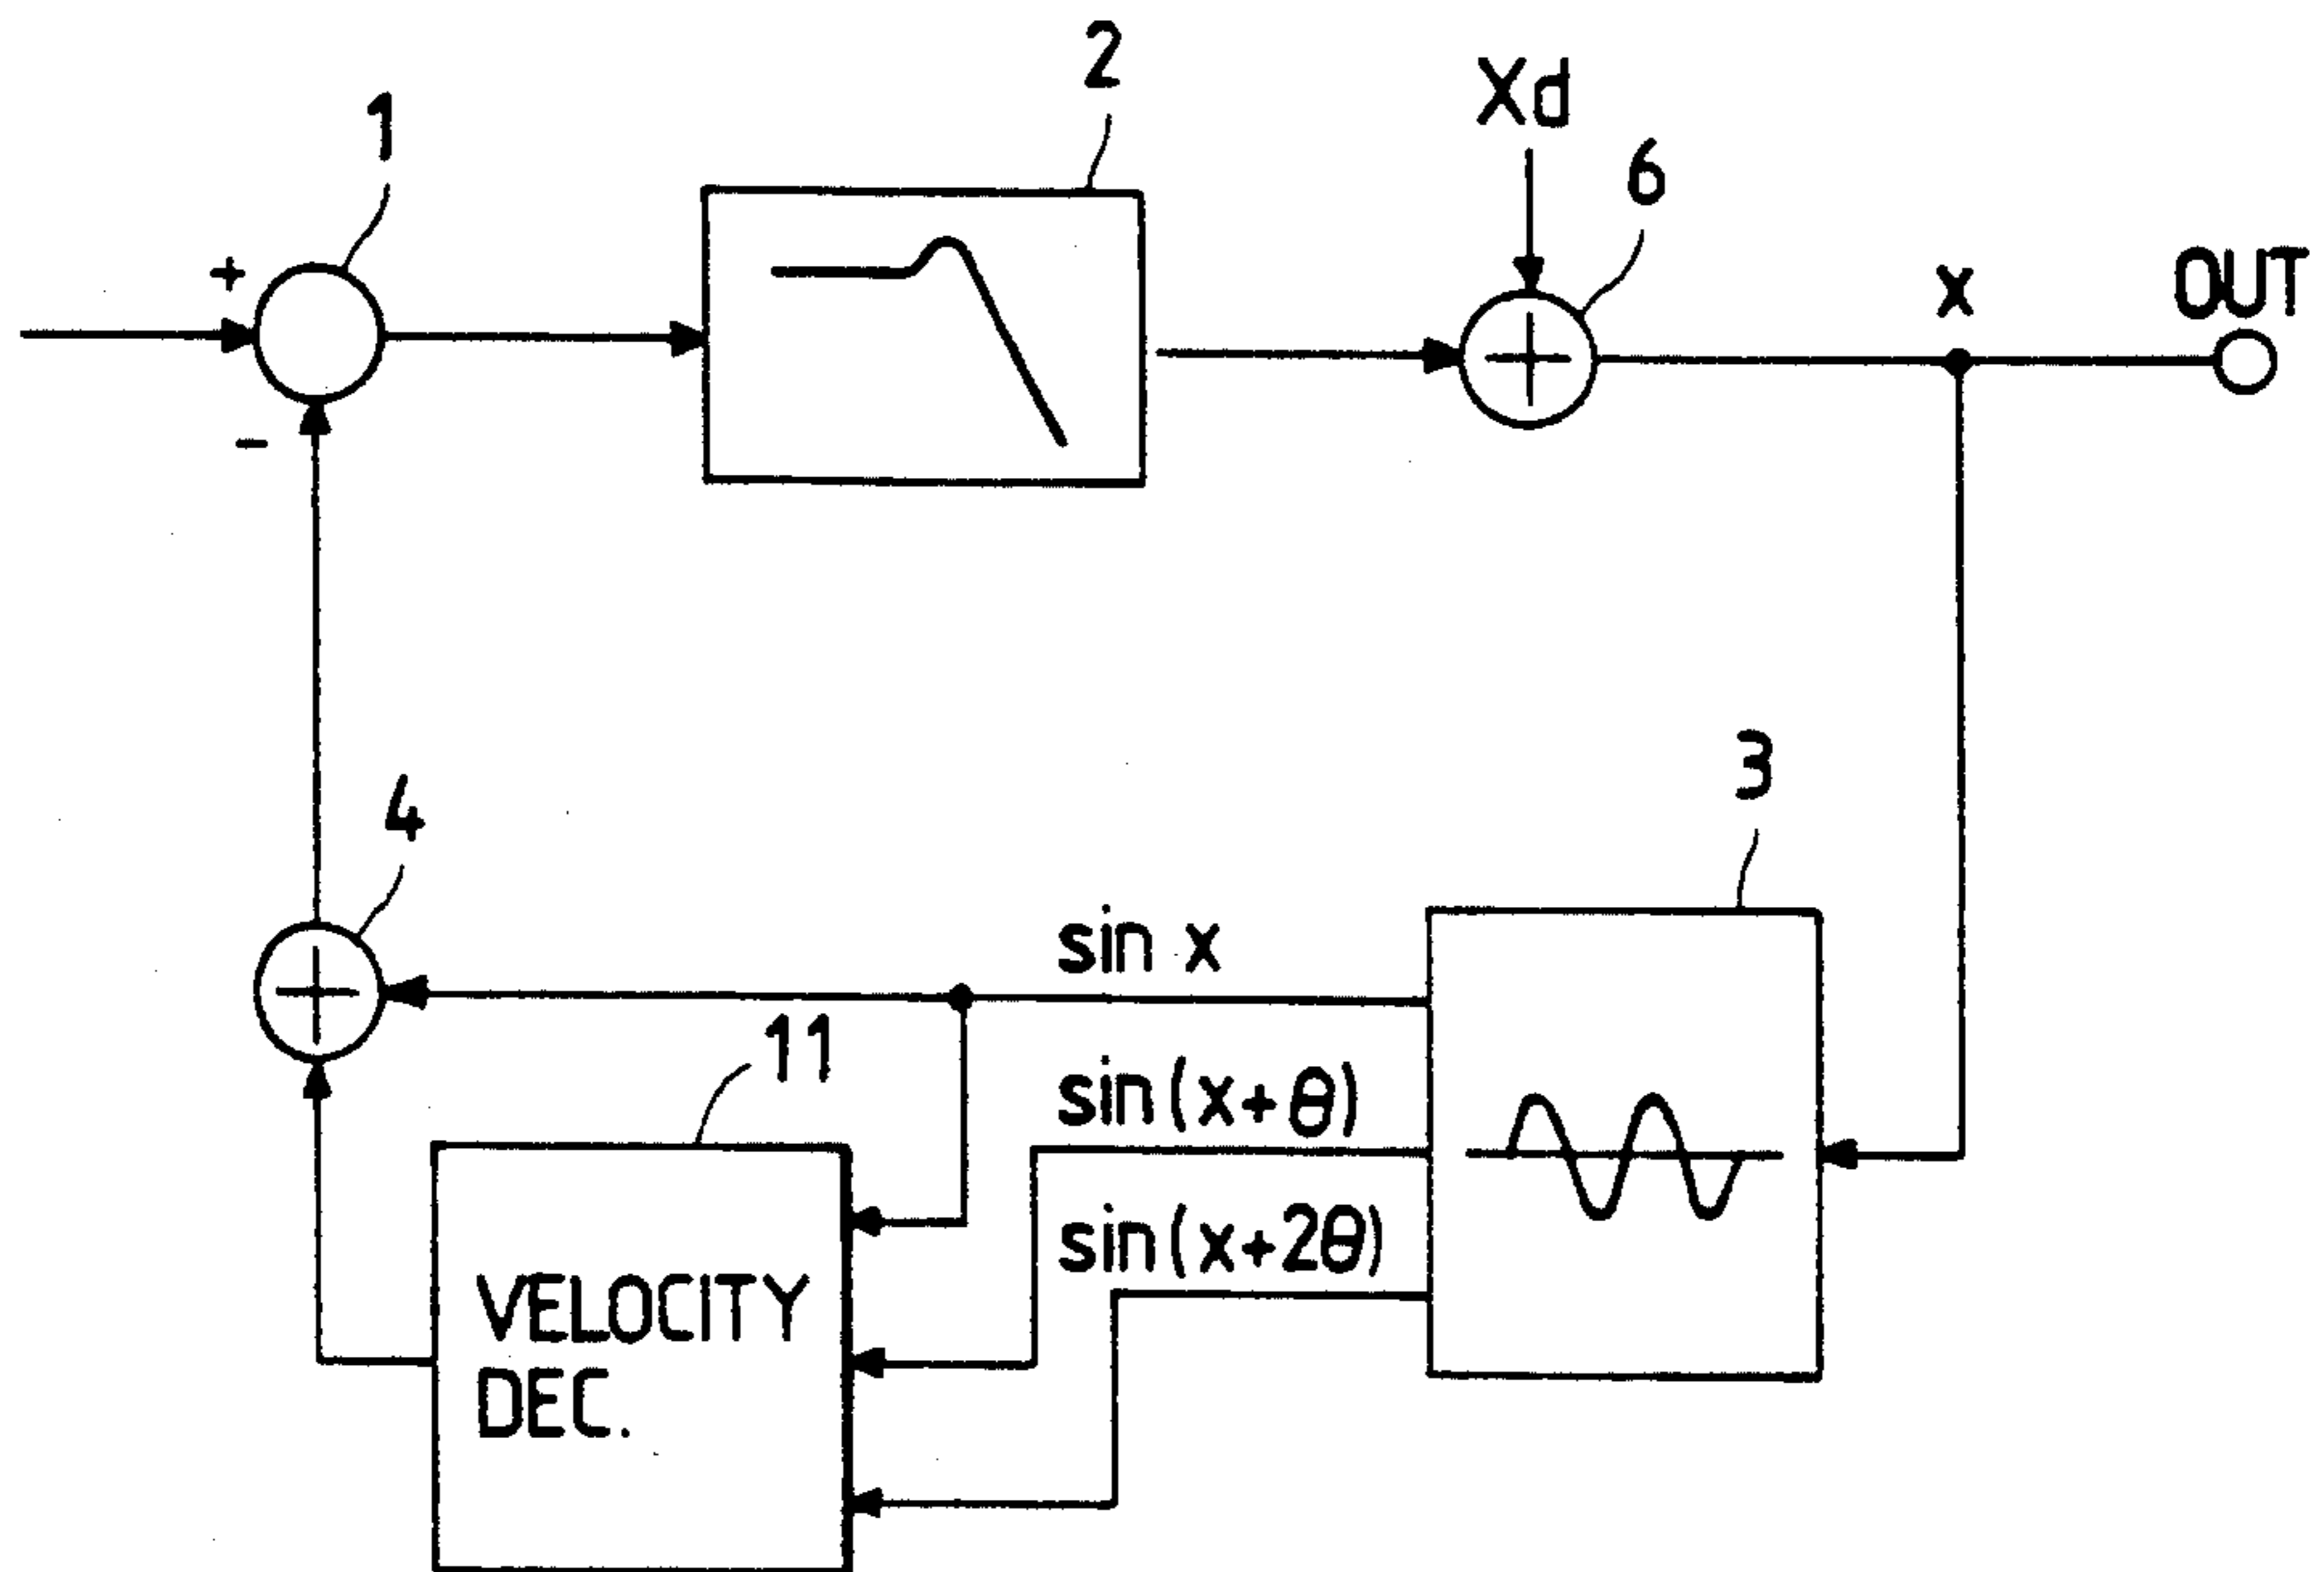 2
1
Xd
6
+
x
OUT
-
3
4
sin x
11
sin(x+θ)
sin(x+2θ)
VELOCITY
DEC.